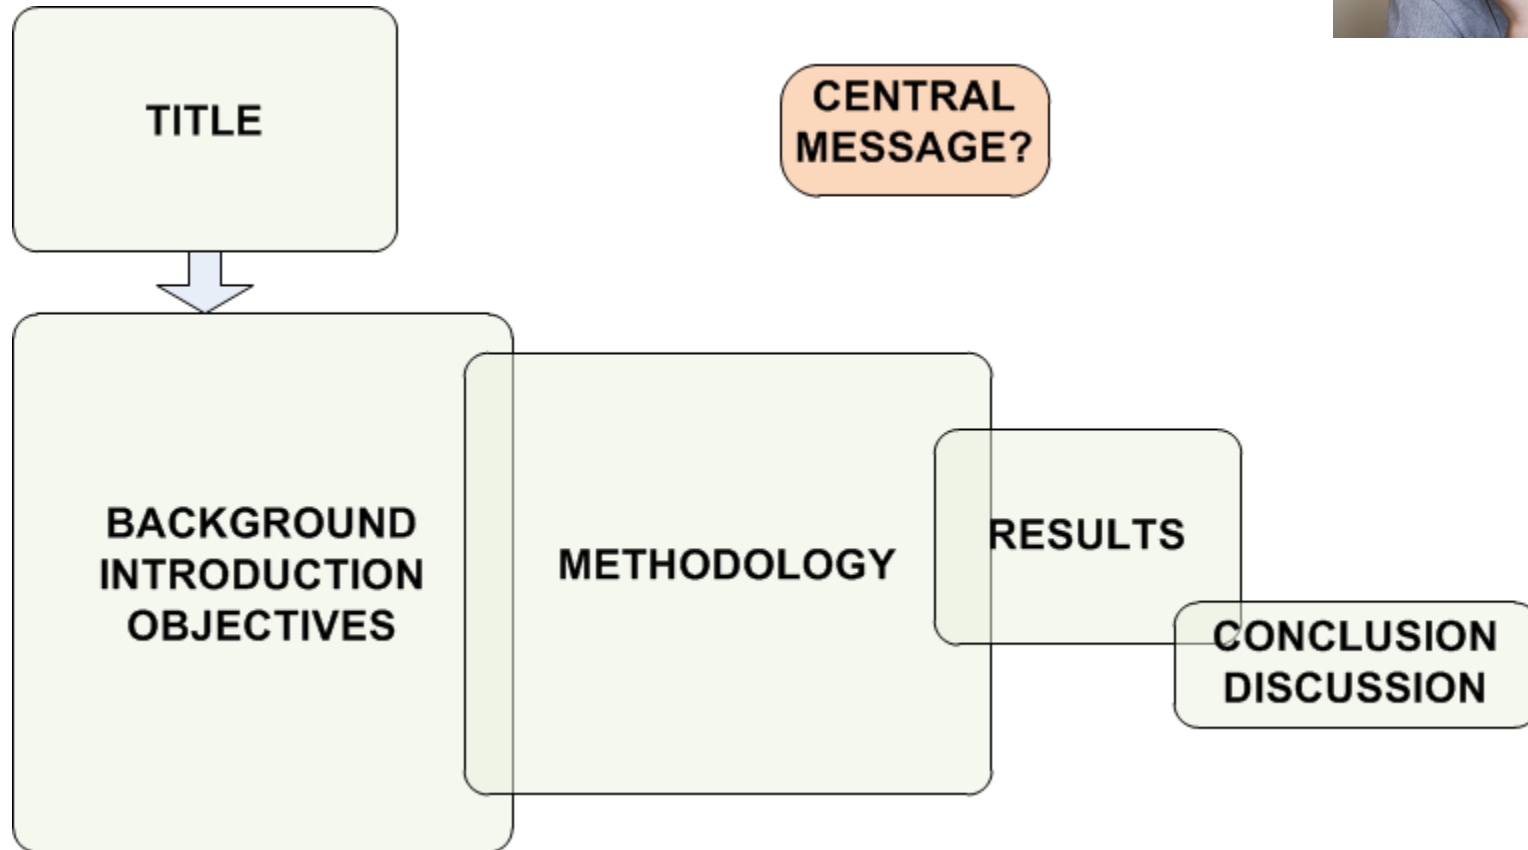 TITLE
CENTRAL
MESSAGE?
BACKGROUND
INTRODUCTION
OBJECTIVES
METHODOLOGY
RESULTS
CONCLUSION
DISCUSSION